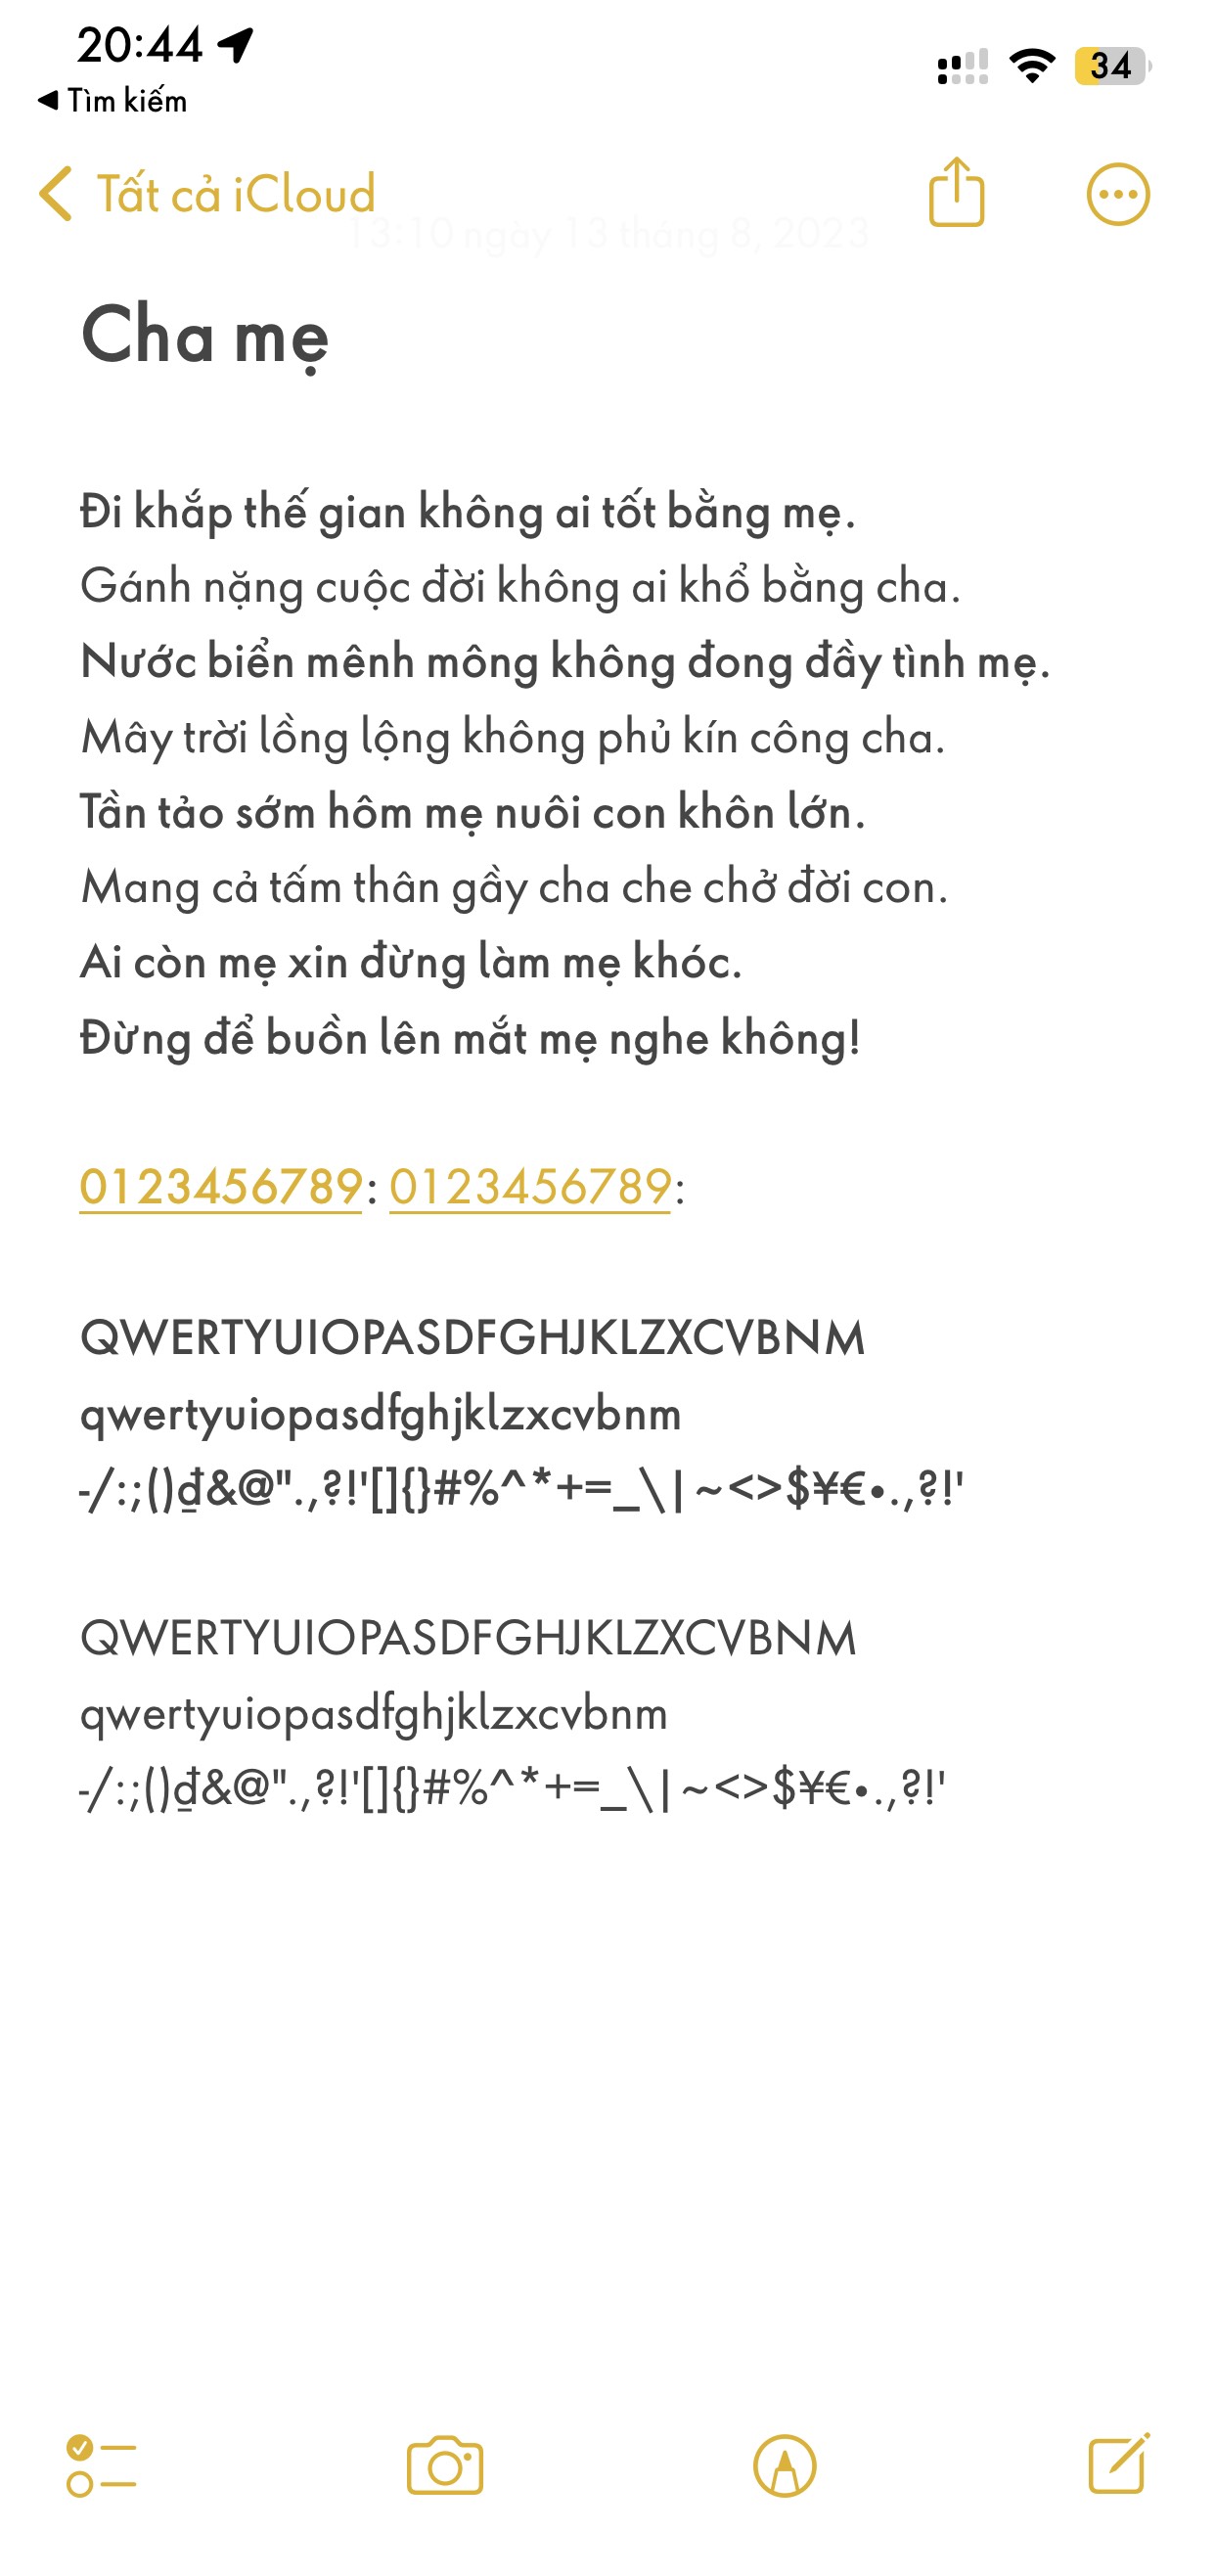 20:44
34
Tìm kiếm
Tất cả iCloud
13:10 ngày 13 tháng 8, 2023
Cha mẹ
Đi khắp thế gian không ai tốt bằng mẹ.
Gánh nặng cuộc đời không ai khổ bằng cha.
Nước biển mênh mông không đong đầy tình mẹ.
Mây trời lồng lộng không phủ kín công cha.
Tần tảo sớm hôm mẹ nuôi con khôn lớn.
Mang cả tấm thân gầy cha che chở đời con.
Ai còn mẹ xin đừng làm mẹ khóc.
Đừng để buồn lên mắt mẹ nghe không!
0123456789: 0123456789:
QWERTYUIOPASDFGHJKLZXCVBNM
qwertyuiopasdfghjklzxcvbnm
-/:;()₫&@".,?!'[]{}#%^*+=_\|~<>$¥€•.,?!'
QWERTYUIOPASDFGHJKLZXCVBNM
qwertyuiopasdfghjklzxcvbnm
-/:;()₫&@".,?!'[]{}#%^*+=_\|~<>$¥€•.,?!'